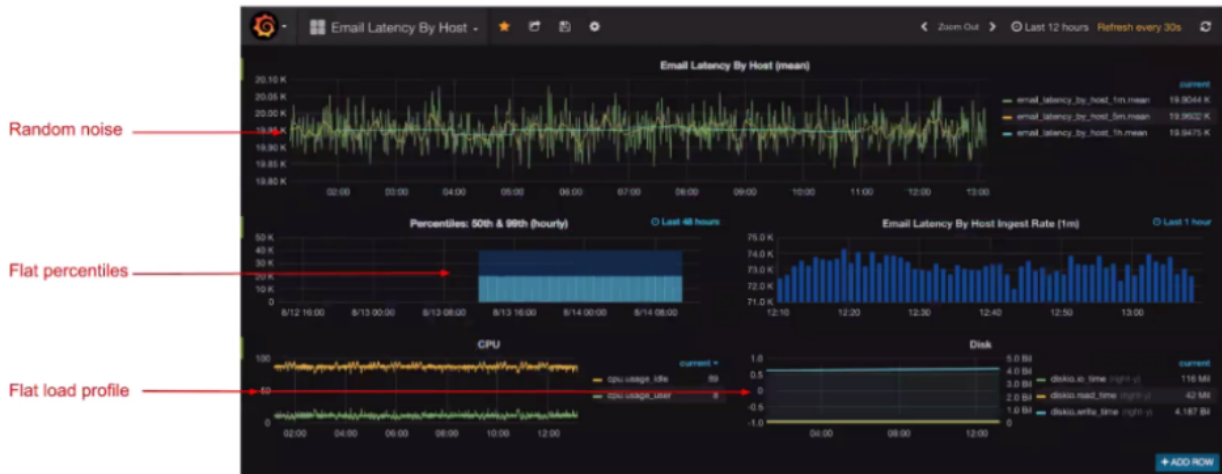 Email Latency By Host
Zoom Out
Last 12 hours Refresh every 30s
Email Latency By Host (mean)
20.10 K
20.05 K
20.00 K
19.95 K
19.90 K
19.85 K
19.80 K
02:00 03:00 04:00 05:00 06:00 07:00 08:00 09:00 10:00 11:00 12:00 13:00
current
email_latency_by_host_1m.mean
email_latency_by_host_5m.mean
email_latency_by_host_1h.mean 19.9475 K
Random noise
Percentiles: 50th & 99th (hourly)
Last 48 hours
50 K
40 K
30 K
20 K
10 K
0
8/12 16:00 8/13 00:00 8/13 08:00 8/13 16:00 8/14 00:00 8/14 08:00
Flat percentiles
Email Latency By Host Ingest Rate (1m)
Last 1 hour
75.0 K
74.0 K
73.0 K
72.0 K
71.0 K
12:10 12:20 12:30 12:40 12:50 13:00
CPU
100
50
0
02:00 04:00 06:00 08:00 10:00 12:00
current
cpu.usage_idle 89
cpu.usage_user 8
Flat load profile
Disk
1.0
0.5
0
-0.5
-1.0
5.0 Bil
4.0 Bil
3.0 Bil
2.0 Bil
1.0 Bil
0
04:00 08:00 12:00
current
diskio.io_time (right-y) 116 Mil
diskio.read_time (right-y) 42 Mil
diskio.write_time (right-y) 4.187 Bil
+ ADD ROW